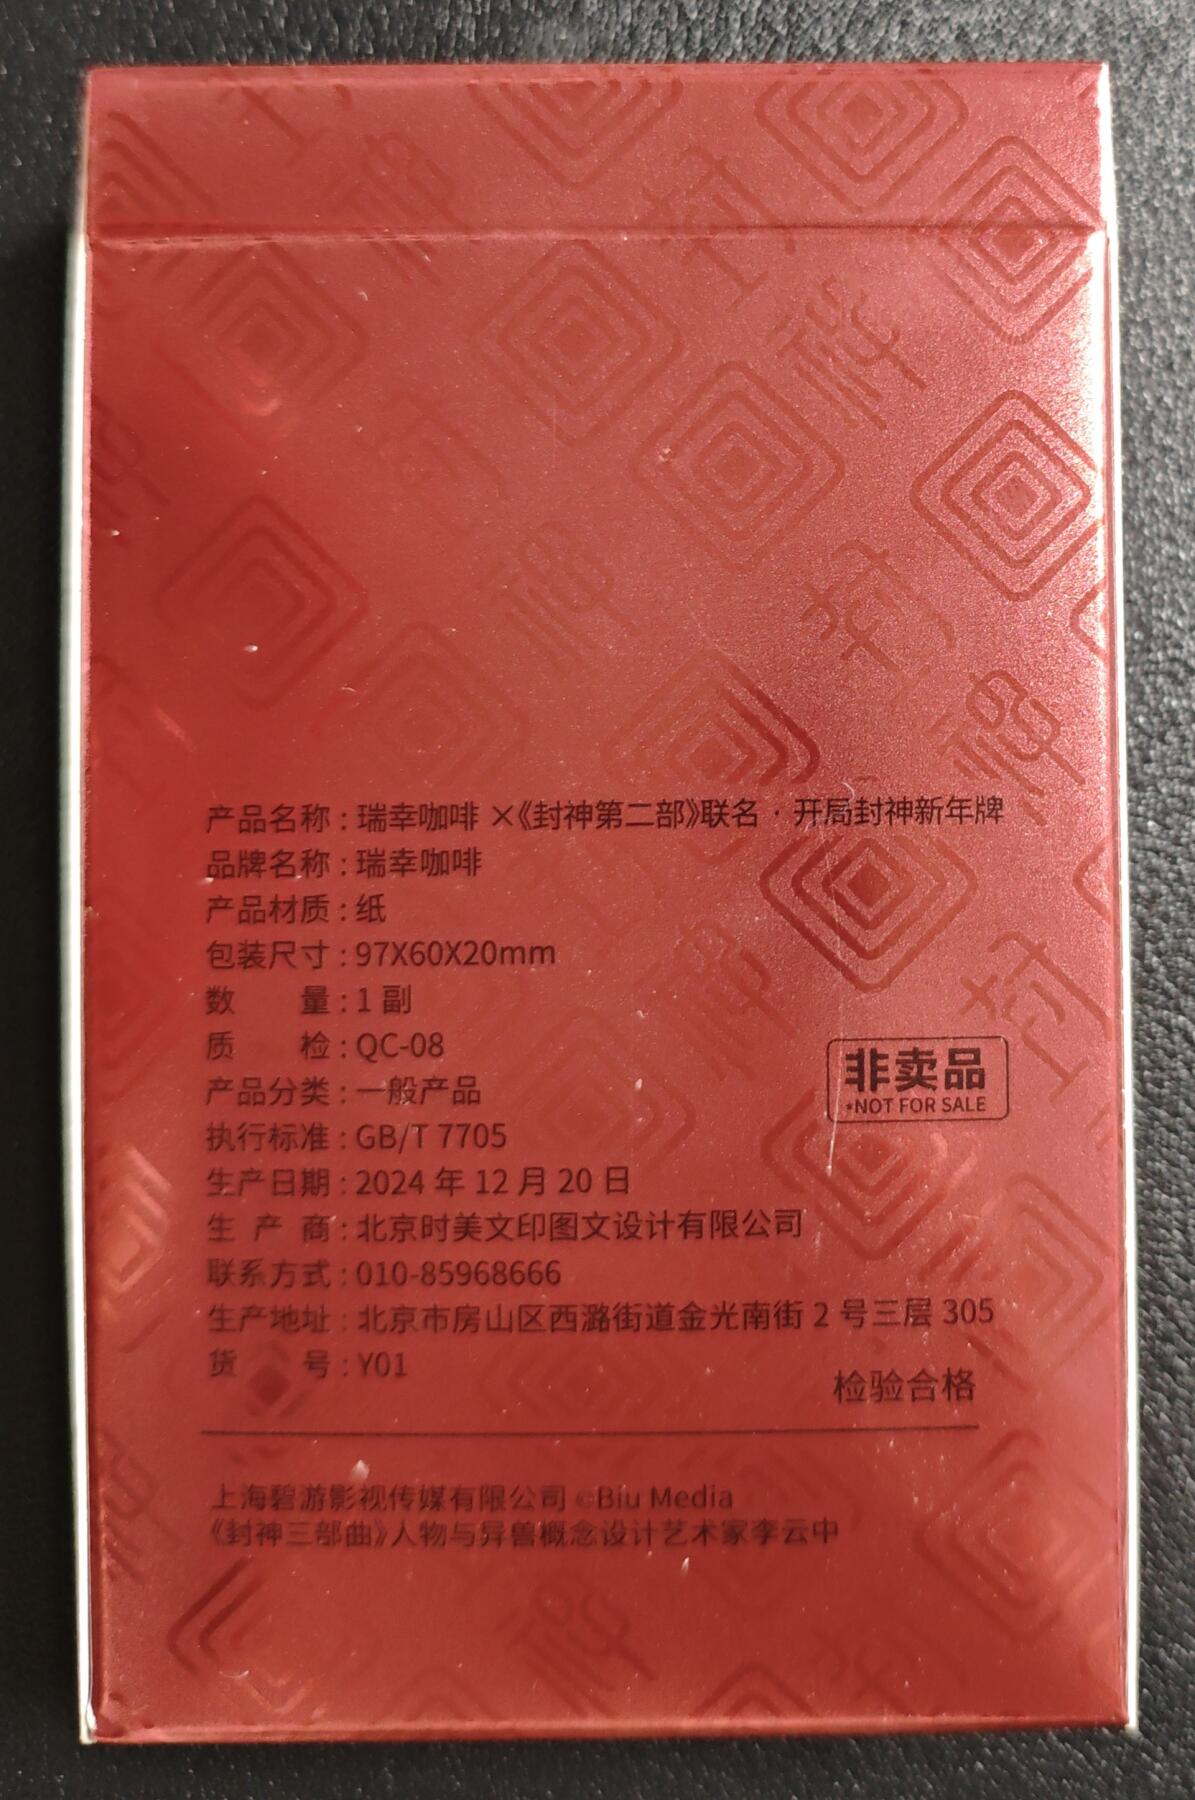 产品名称：瑞幸咖啡 ×《封神第二部》联名 · 开局封神新年牌
品牌名称：瑞幸咖啡
产品材质：纸
包装尺寸：97X60X20mm
数　　量：1 副
质　　检：QC-08
产品分类：一般产品
执行标准：GB/T 7705
生产日期：2024 年 12 月 20 日
生 产 商：北京时美文印图文设计有限公司
联系方式：010-85968666
生产地址：北京市房山区西潞街道金光南街 2 号三层 305
货　　号：Y01
非卖品
*NOT FOR SALE
检验合格
上海碧游影视传媒有限公司 ©Biu Media
《封神三部曲》人物与异兽概念设计艺术家李云中